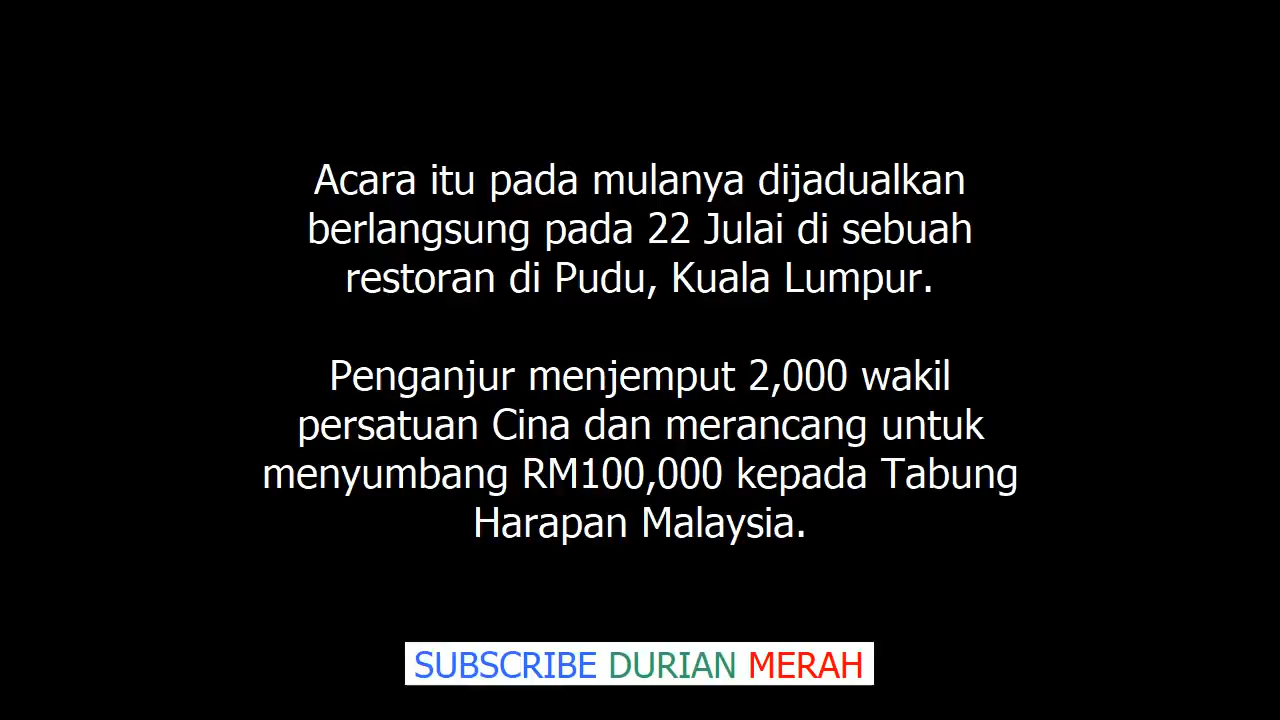 Acara itu pada mulanya dijadualkan
berlangsung pada 22 Julai di sebuah
restoran di Pudu, Kuala Lumpur.
Penganjur menjemput 2,000 wakil
persatuan Cina dan merancang untuk
menyumbang RM100,000 kepada Tabung
Harapan Malaysia.
SUBSCRIBE DURIAN MERAH